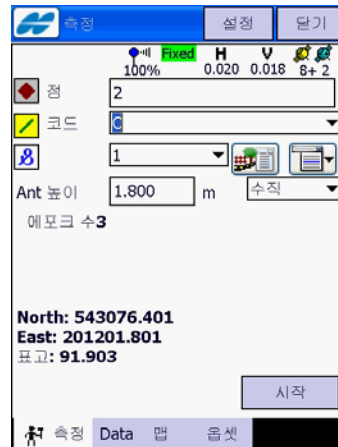 측정 설정 닫기
Fixed H V
100% 0.020 0.018 8+ 2
점 2
코드 C
1
Ant 높이 1.800 m 수직
에포크 수3
North: 543076.401
East: 201201.801
표고: 91.903
시작
측정 Data 맵 옵셋